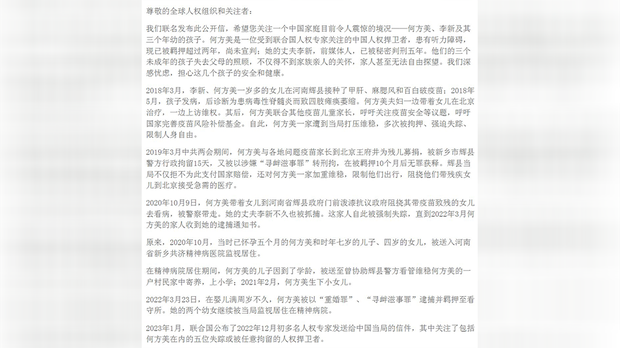 尊敬的全球人权组织和关注者：
我们联名发布此公开信，希望您关注一个中国家庭目前令人震惊的境况——何方美、李新及其
三个年幼的孩子。何方美是一位受到联合国人权专家关注的中国人权捍卫者，患有听力障碍，
现已被羁押超过两年，尚未宣判；她的丈夫李新，前媒体人，已被秘密判刑五年。他们的三个
未成年的孩子失去父母的照顾，不仅得不到家族亲人的关怀，家人甚至无法自由探望。我们深
感忧虑，担心这几个孩子的安全和健康。
2018年3月，李新、何方美一岁多的女儿在河南辉县接种了甲肝、麻腮风和百白破疫苗；2018年
5月，孩子发病，后诊断为患病毒性脊髓炎而致四肢瘫痪萎缩。何方美夫妇一边带着女儿在北京
治疗，一边上访维权。其后，何方美联合其他疫苗儿童家长，呼吁关注疫苗安全等议题，呼吁
国家完善疫苗风险补偿基金。自此，何方美一家遭到当局打压维稳，多次被拘押、强迫失踪、
限制人身自由。
2019年3月中共两会期间，何方美与各地问题疫苗家长到北京王府井为残儿募捐，被新乡市辉县
警方行政拘留15天，又被以涉嫌“寻衅滋事罪”转刑拘，在被羁押10个月后无罪获释。辉县当
局不仅拒不为此支付国家赔偿，还对何方美一家加重维稳，限制他们出行、阻挠他们带残疾女
儿到北京接受急需的医疗。
2020年10月9日，何方美带着女儿到河南省辉县政府门前泼漆抗议政府阻挠其带疫苗致残的女儿
去看病，被警察带走。她的丈夫李新不久也被抓捕。这家人自此被强制失踪，直到2022年3月何
方美的家人收到她的逮捕通知书。
原来，2020年10月，当时已怀孕五个月的何方美和时年七岁的儿子、四岁的女儿，被送入河南
省新乡共济精神病医院监视居住。
在精神病院居住期间，何方美的儿子因到了学龄，被送至曾协助辉县警方看管维稳何方美的一
户村民家中寄养，上小学；2021年2月，何方美生下小女儿。
2022年3月23日，在婴儿满周岁不久，何方美被以“重婚罪”、“寻衅滋事罪”逮捕并羁押至看
守所。她的两个幼女继续被当局监视居住在精神病院。
2023年1月，联合国公布了2022年12月初多名人权专家发送给中国当局的信件，其中关注了包括
何方美在内的五位失踪或被任意拘留的人权捍卫者。